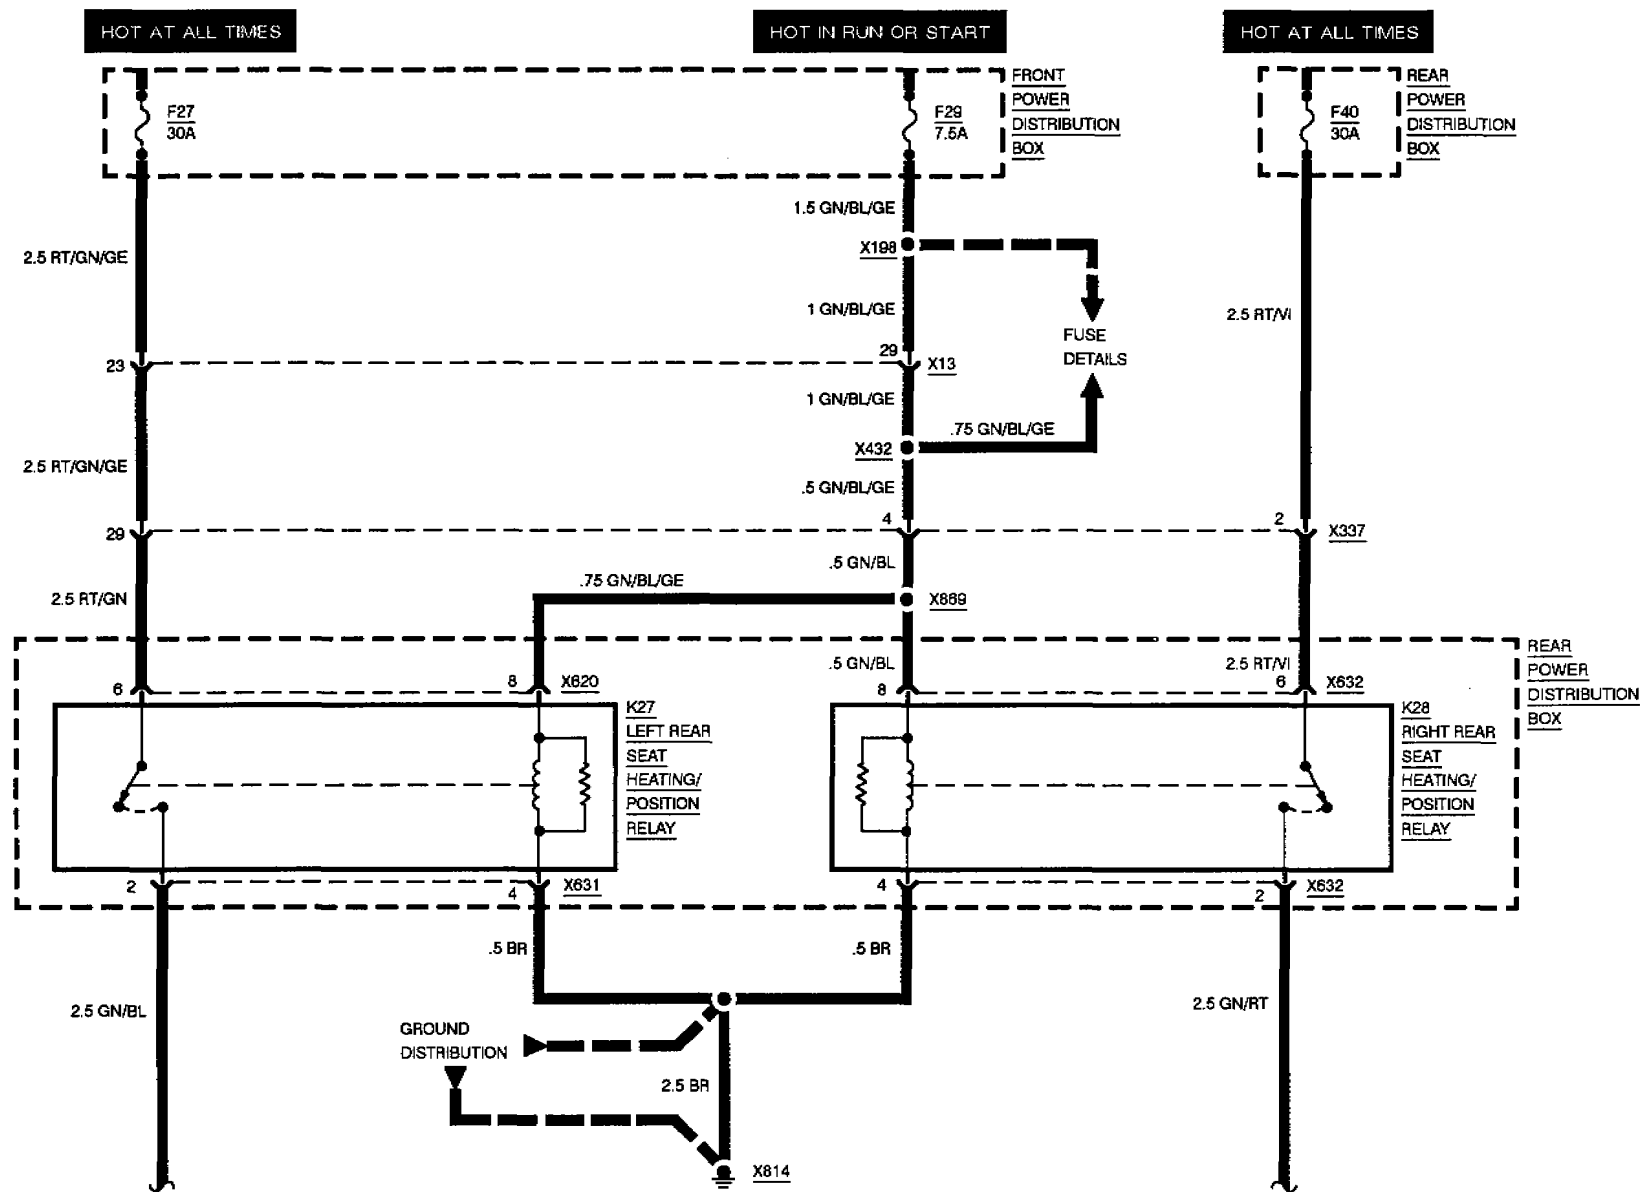 HOT AT ALL TIMES
HOT IN RUN OR START
HOT AT ALL TIMES
F27
30A
F29
7.5A
FRONT
POWER
DISTRIBUTION
BOX
F40
30A
REAR
POWER
DISTRIBUTION
BOX
1.5 GN/BL/GE
X198
2.5 RT/GN/GE
1 GN/BL/GE
2.5 RT/VI
FUSE
DETAILS
23
29
X13
1 GN/BL/GE
.75 GN/BL/GE
X432
2.5 RT/GN/GE
.5 GN/BL/GE
29
4
2
X337
.5 GN/BL
.75 GN/BL/GE
2.5 RT/GN
X869
.5 GN/BL
2.5 RT/VI
REAR
POWER
DISTRIBUTION
BOX
6
8
X620
8
6
X632
K27
LEFT REAR
SEAT
HEATING/
POSITION
RELAY
K28
RIGHT REAR
SEAT
HEATING/
POSITION
RELAY
2
4
X631
4
2
X632
.5 BR
.5 BR
2.5 GN/BL
2.5 GN/RT
GROUND
DISTRIBUTION
2.5 BR
X814